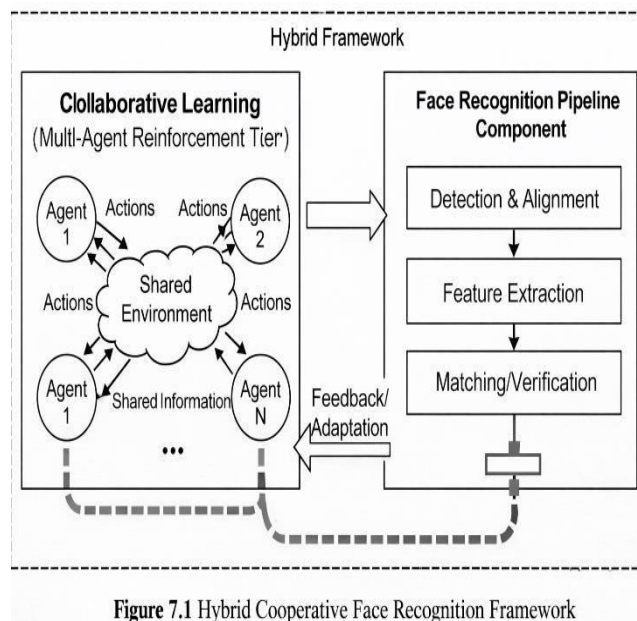 Hybrid Framework
Clollaborative Learning
(Multl-Agent Reinforcement Tier)
Agent
1
Actions
Actions
Agent
2
Shared
Environment
Actions
Actions
Agent
1
Shared Information
Agent
N
...
Feedback/
Adaptation
Face Recognition Pipeline
Component
Detection & Alignment
Feature Extraction
Matching/Verification
Figure 7.1 Hybrid Cooperative Face Recognition Framework